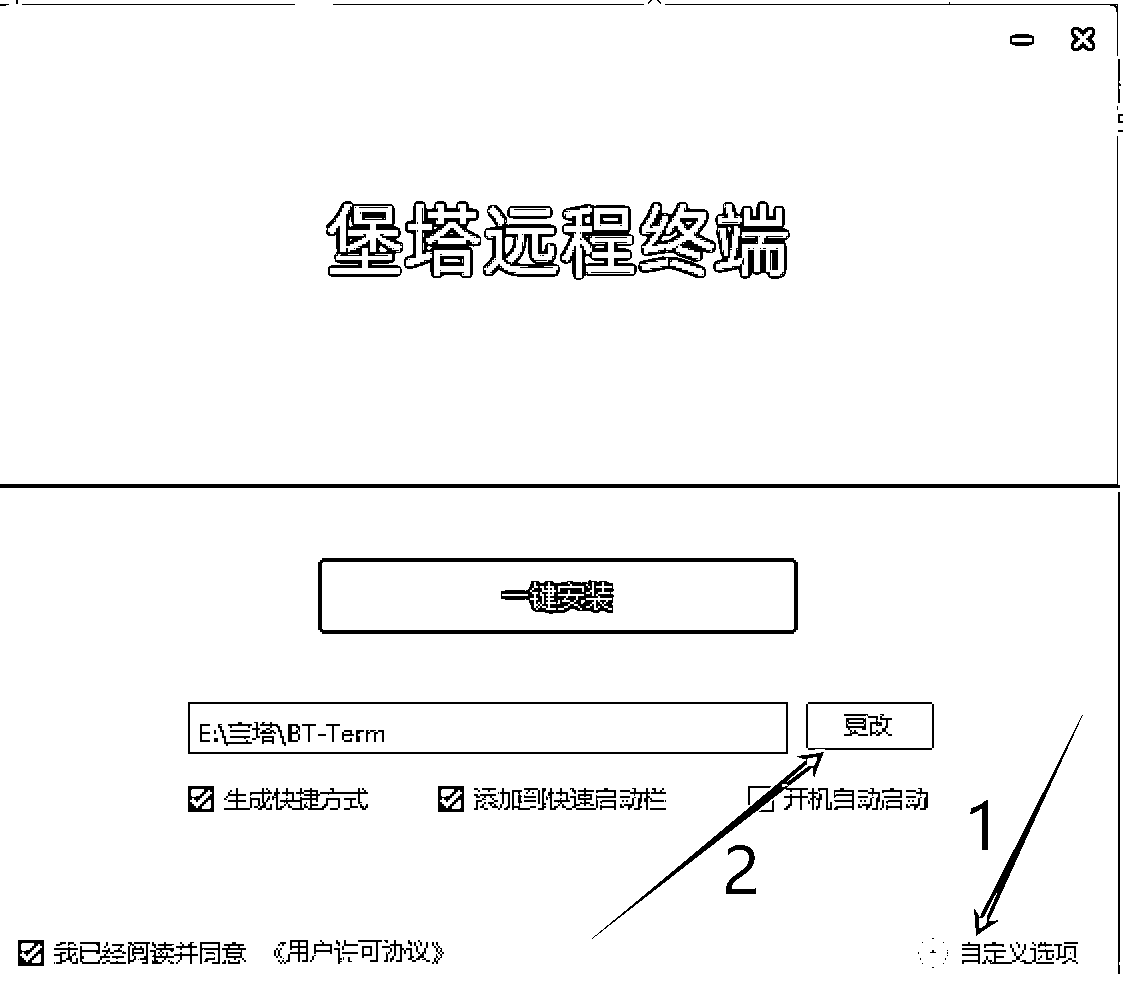 堡塔远程终端
一键安装
E:\宝塔\BT-Term 更改
生成快捷方式 添加到快速启动栏 开机自动启动
1
2
我已经阅读并同意 《用户许可协议》 自定义选项